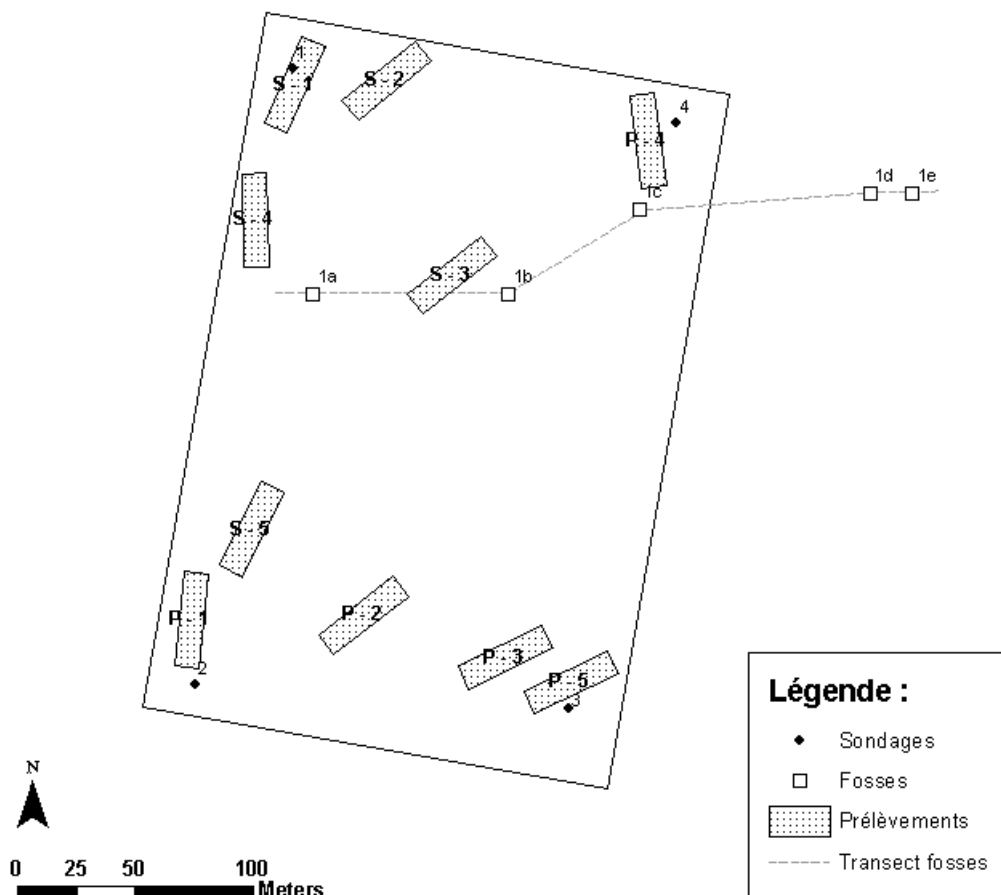 1
S - 1
S - 2
4
P - 4
1d
1e
1c
S - 4
S - 3
1a
1b
S - 5
P - 1
P - 2
2
P - 3
P - 5
3
Légende :
Sondages
Fosses
Prélèvements
Transect fosses
N
0 25 50 100
Meters